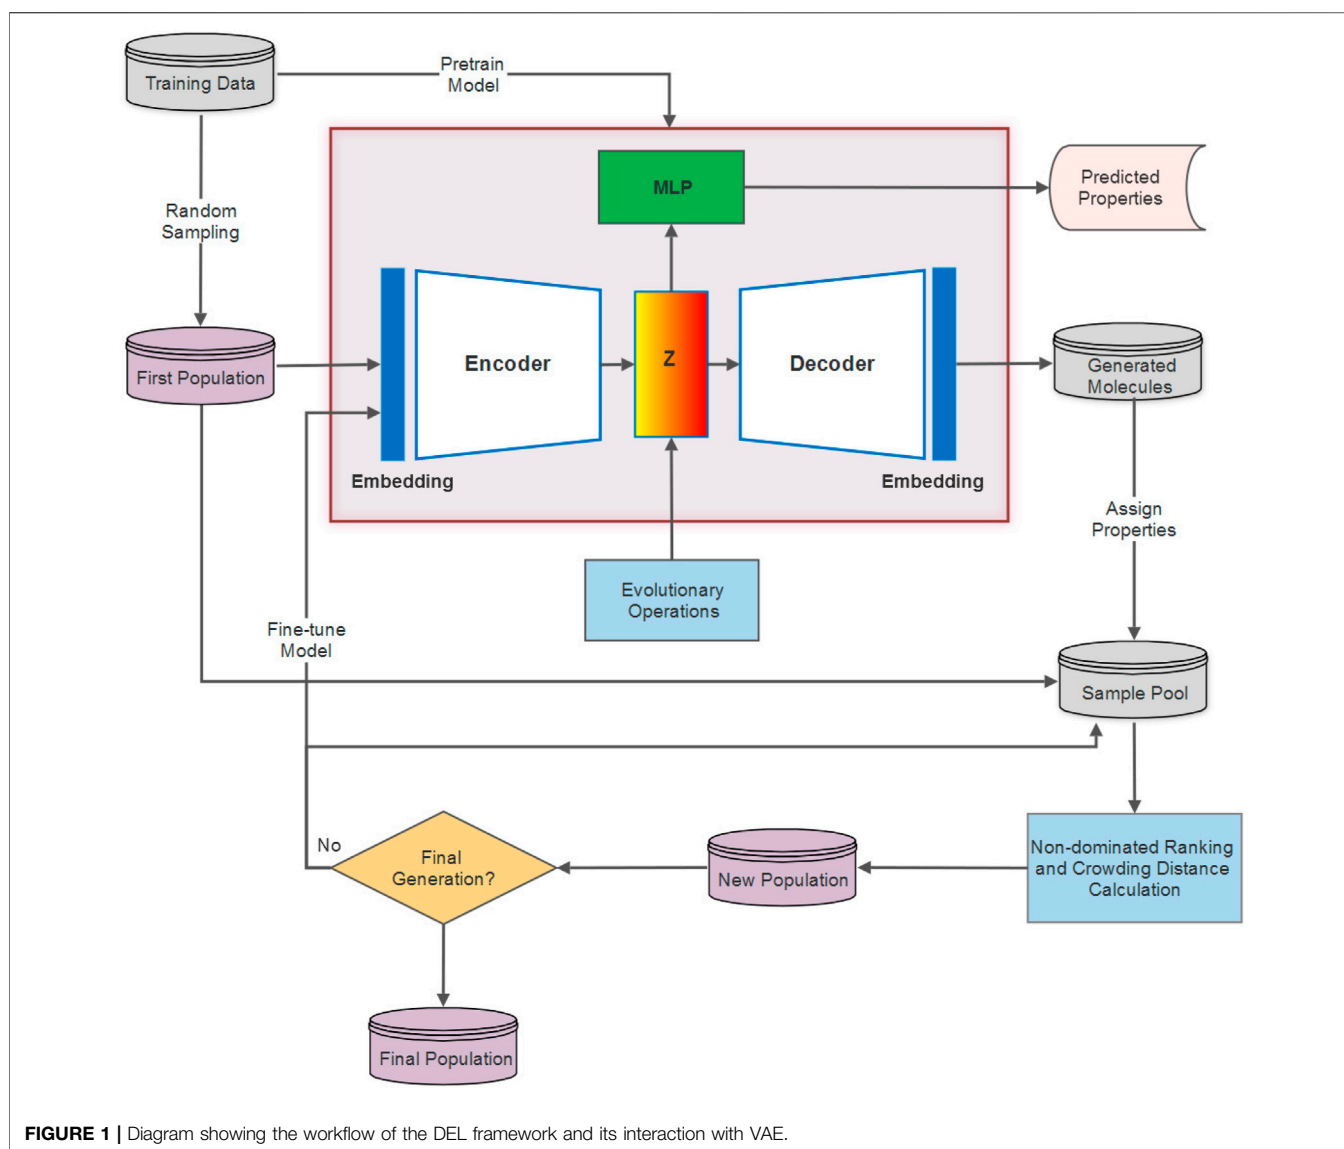 Training Data
Pretrain
Model
MLP
Predicted
Properties
Random
Sampling
First Population
Encoder
Z
Decoder
Generated
Molecules
Embedding
Embedding
Assign
Properties
Evolutionary
Operations
Fine-tune
Model
Sample Pool
No
Final
Generation?
New Population
Non-dominated Ranking
and Crowding Distance
Calculation
Final Population
FIGURE 1 | Diagram showing the workflow of the DEL framework and its interaction with VAE.